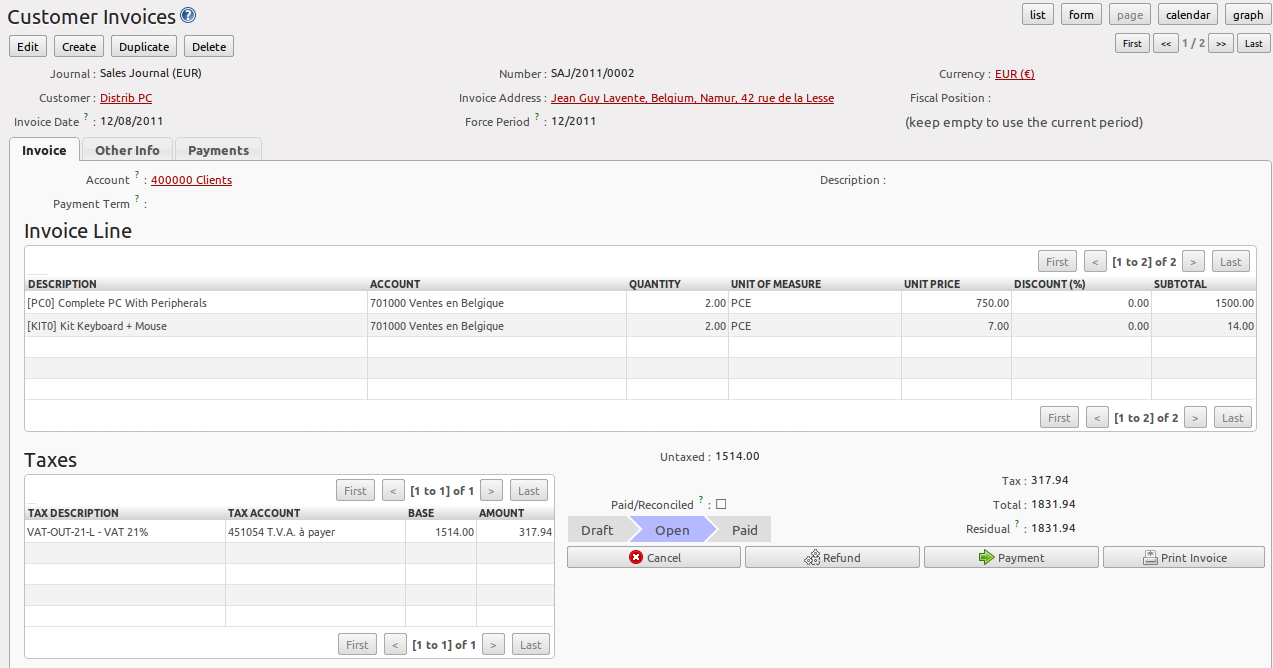 Customer Invoices ?
list form page calendar graph
Edit Create Duplicate Delete
First << 1 / 2 >> Last
Journal : Sales Journal (EUR) Number : SAJ/2011/0002 Currency : EUR (€)
Customer : Distrib PC Invoice Address : Jean Guy Lavente, Belgium, Namur, 42 rue de la Lesse Fiscal Position :
Invoice Date ? : 12/08/2011 Force Period ? : 12/2011 (keep empty to use the current period)
Invoice Other Info Payments
Account ? : 400000 Clients Description :
Payment Term ? :
Invoice Line
First < [1 to 2] of 2 > Last
DESCRIPTION ACCOUNT QUANTITY UNIT OF MEASURE UNIT PRICE DISCOUNT (%) SUBTOTAL
[PC0] Complete PC With Peripherals 701000 Ventes en Belgique 2.00 PCE 750.00 0.00 1500.00
[KIT0] Kit Keyboard + Mouse 701000 Ventes en Belgique 2.00 PCE 7.00 0.00 14.00
First < [1 to 2] of 2 > Last
Taxes
First < [1 to 1] of 1 > Last
TAX DESCRIPTION TAX ACCOUNT BASE AMOUNT
VAT-OUT-21-L - VAT 21% 451054 T.V.A. à payer 1514.00 317.94
First < [1 to 1] of 1 > Last
Untaxed : 1514.00
Tax : 317.94
Paid/Reconciled ? : Total : 1831.94
Draft Open Paid Residual ? : 1831.94
Cancel Refund Payment Print Invoice